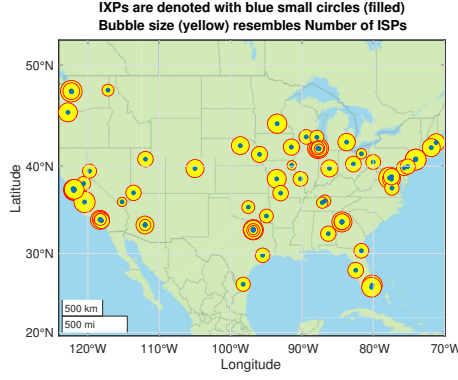 IXPs are denoted with blue small circles (filled)
Bubble size (yellow) resembles Number of ISPs
50°N
40°N
30°N
20°N
Latitude
500 km
500 mi
120°W 110°W 100°W 90°W 80°W 70°W
Longitude